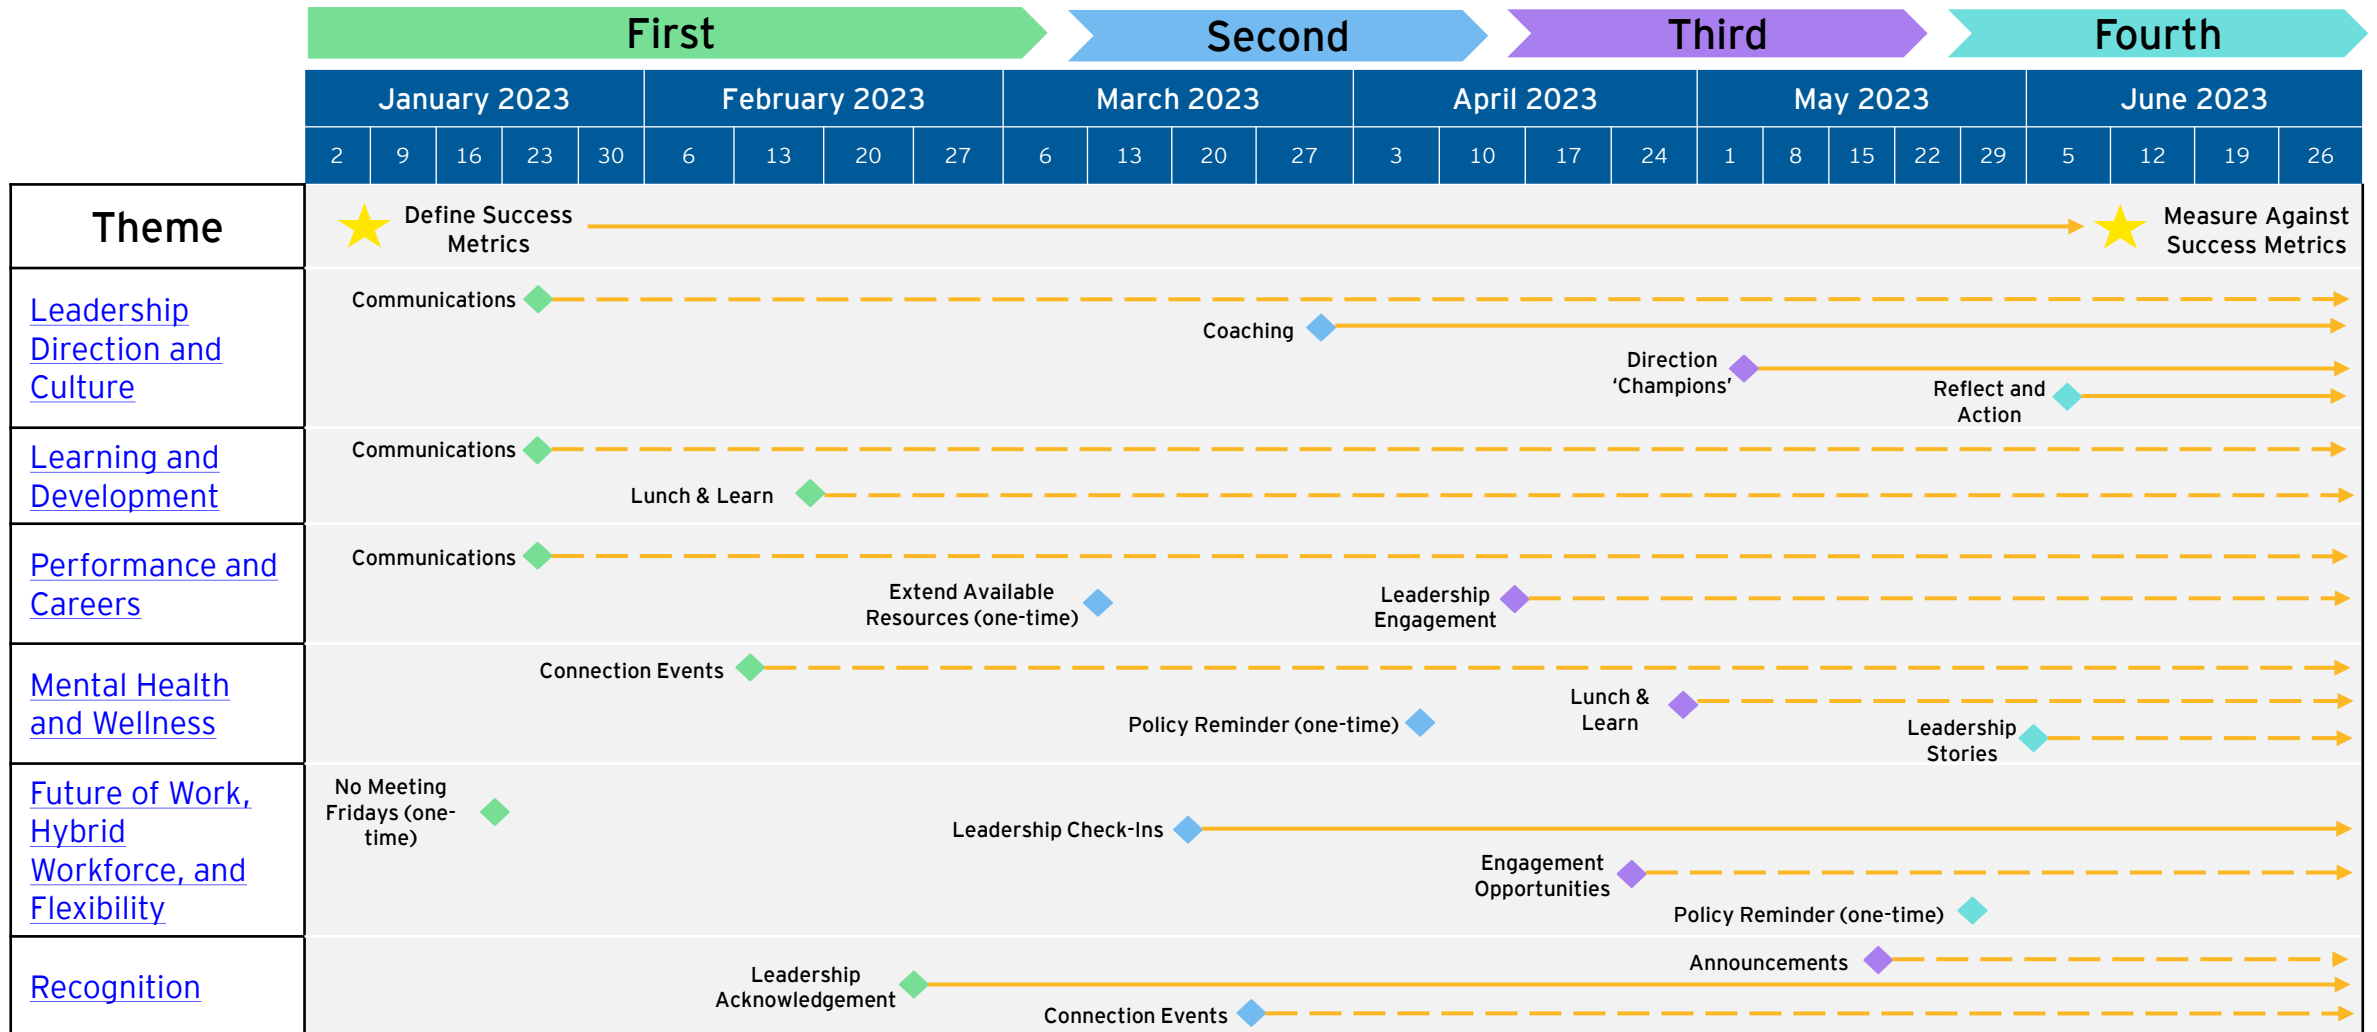 First
Second
Third
Fourth
January 2023
February 2023
March 2023
April 2023
May 2023
June 2023
2
9
16
23
30
6
13
20
27
6
13
20
27
3
10
17
24
1
8
15
22
29
5
12
19
26
Theme
Define Success
Metrics
Measure Against
Success Metrics
Leadership
Direction and
Culture
Communications
Coaching
Direction
‘Champions’
Reflect and
Action
Learning and
Development
Communications
Lunch & Learn
Performance and
Careers
Communications
Extend Available
Resources (one-time)
Leadership
Engagement
Mental Health
and Wellness
Connection Events
Policy Reminder (one-time)
Lunch &
Learn
Leadership
Stories
Future of Work,
Hybrid
Workforce, and
Flexibility
No Meeting
Fridays (one-
time)
Leadership Check-Ins
Engagement
Opportunities
Policy Reminder (one-time)
Recognition
Announcements
Leadership
Acknowledgement
Connection Events